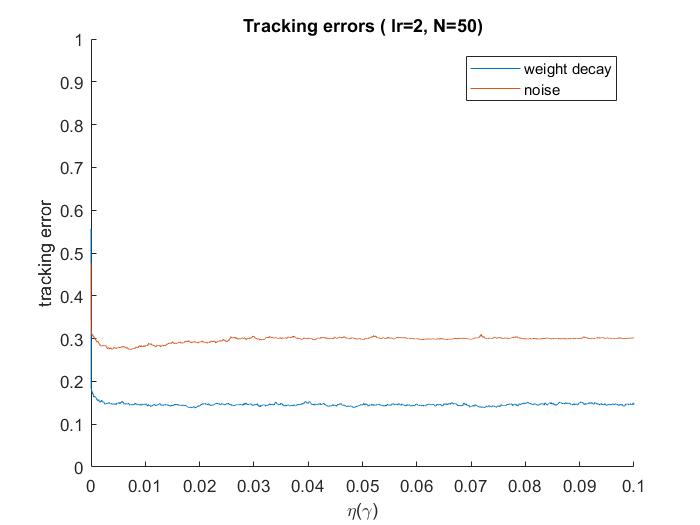 Tracking errors ( lr=2, N=50)
1
0.9
0.8
0.7
0.6
0.5
0.4
0.3
0.2
0.1
0
tracking error
weight decay
noise
0 0.01 0.02 0.03 0.04 0.05 0.06 0.07 0.08 0.09 0.1
η(γ)